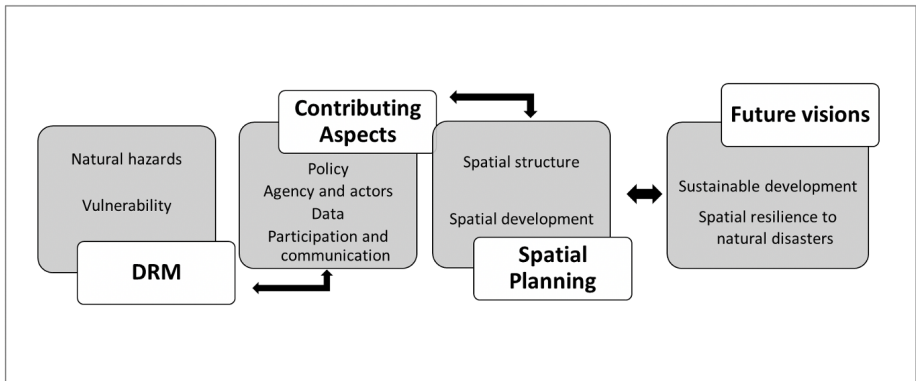 Natural hazards
Vulnerability
DRM
Contributing
Aspects
Policy
Agency and actors
Data
Participation and
communication
Spatial structure
Spatial development
Spatial
Planning
Future visions
Sustainable development
Spatial resilience to
natural disasters